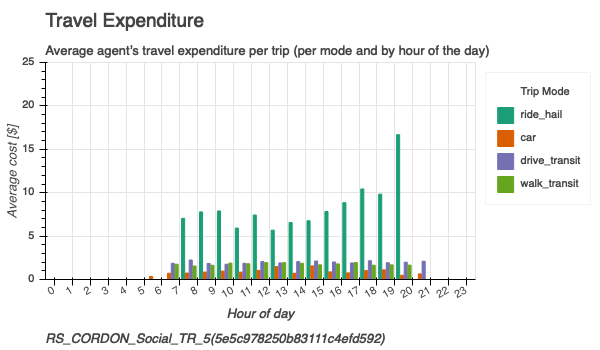 Travel Expenditure
Average agent's travel expenditure per trip (per mode and by hour of the day)
25
20
15
10
5
0
Average cost [$]
0 1 2 3 4 5 6 7 8 9 10 11 12 13 14 15 16 17 18 19 20 21 22 23
Hour of day
Trip Mode
ride_hail
car
drive_transit
walk_transit
RS_CORDON_Social_TR_5(5e5c978250b83111c4efd592)